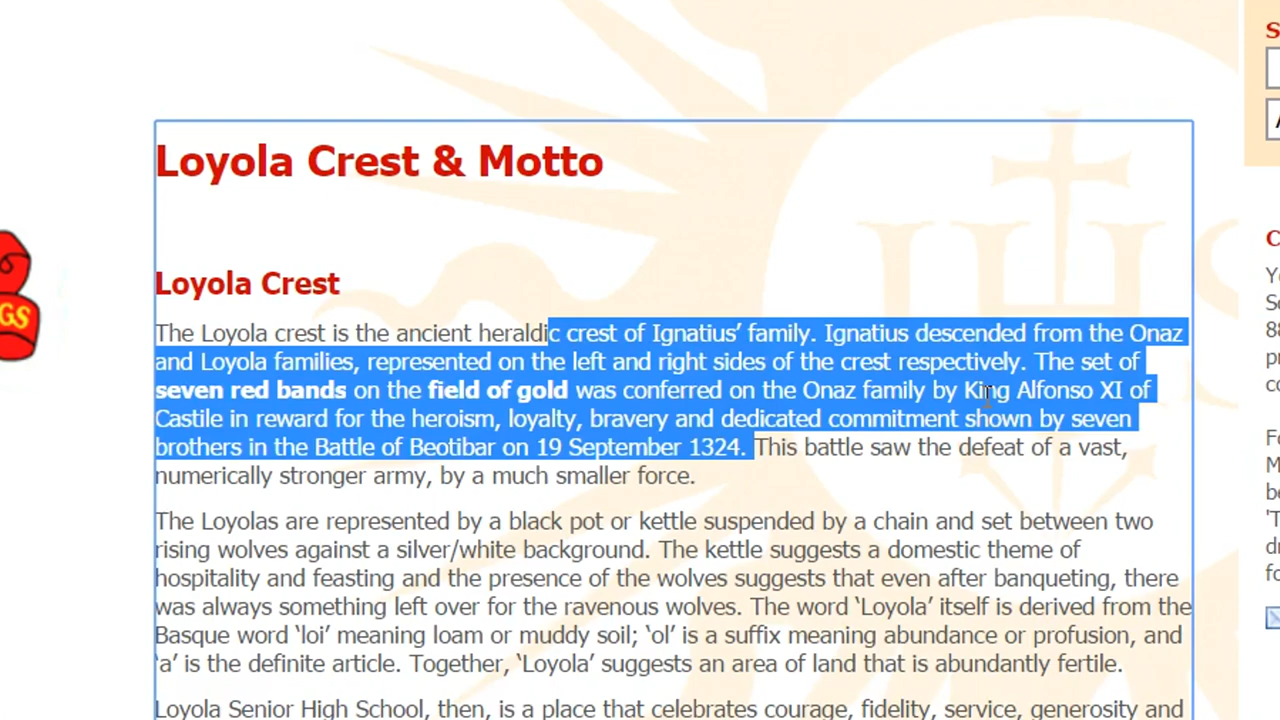 Loyola Crest & Motto
Loyola Crest
The Loyola crest is the ancient heraldic crest of Ignatius’ family. Ignatius descended from the Onaz
and Loyola families, represented on the left and right sides of the crest respectively. The set of
seven red bands on the field of gold was conferred on the Onaz family by King Alfonso XI of
Castile in reward for the heroism, loyalty, bravery and dedicated commitment shown by seven
brothers in the Battle of Beotibar on 19 September 1324. This battle saw the defeat of a vast,
numerically stronger army, by a much smaller force.
The Loyolas are represented by a black pot or kettle suspended by a chain and set between two
rising wolves against a silver/white background. The kettle suggests a domestic theme of
hospitality and feasting and the presence of the wolves suggests that even after banqueting, there
was always something left over for the ravenous wolves. The word ‘Loyola’ itself is derived from the
Basque word ‘loi’ meaning loam or muddy soil; ‘ol’ is a suffix meaning abundance or profusion, and
‘a’ is the definite article. Together, ‘Loyola’ suggests an area of land that is abundantly fertile.
Loyola Senior High School, then, is a place that celebrates courage, fidelity, service, generosity and
GS
IHS